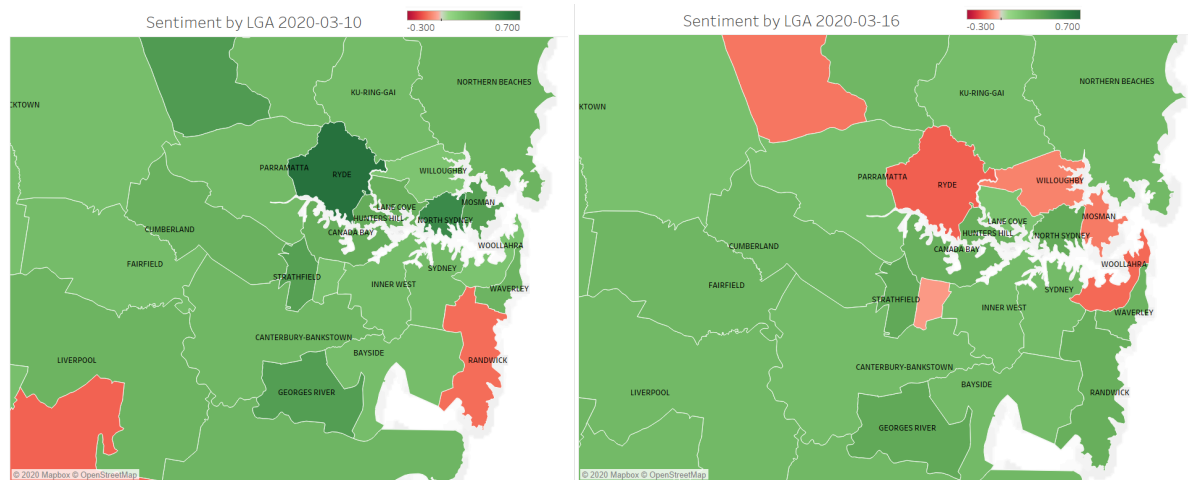 Sentiment by LGA 2020-03-10
-0.300 0.700
NORTHERN BEACHES
KU-RING-GAI
CKTOWN
PARRAMATTA
RYDE
WILLOUGHBY
LANE COVE
MOSMAN
HUNTERS HILL
NORTH SYDNEY
CANADA BAY
CUMBERLAND
WOOLLAHRA
FAIRFIELD
SYDNEY
STRATHFIELD
INNER WEST
WAVERLEY
CANTERBURY-BANKSTOWN
BAYSIDE
LIVERPOOL
RANDWICK
GEORGES RIVER
© 2020 Mapbox © OpenStreetMap
Sentiment by LGA 2020-03-16
-0.300 0.700
NORTHERN BEACHES
KU-RING-GAI
KTOWN
PARRAMATTA
RYDE
WILLOUGHBY
LANE COVE
MOSMAN
HUNTERS HILL
NORTH SYDNEY
CANADA BAY
CUMBERLAND
WOOLLAHRA
FAIRFIELD
SYDNEY
STRATHFIELD
INNER WEST
WAVERLEY
CANTERBURY-BANKSTOWN
BAYSIDE
LIVERPOOL
RANDWICK
GEORGES RIVER
© 2020 Mapbox © OpenStreetMap